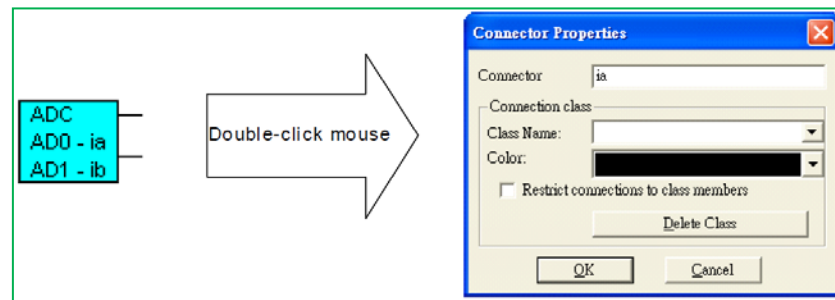 ADC
AD0 - ia
AD1 - ib
Double-click mouse
Connector Properties
Connector
ia
Connection class
Class Name:
Color:
Restrict connections to class members
Delete Class
OK
Cancel